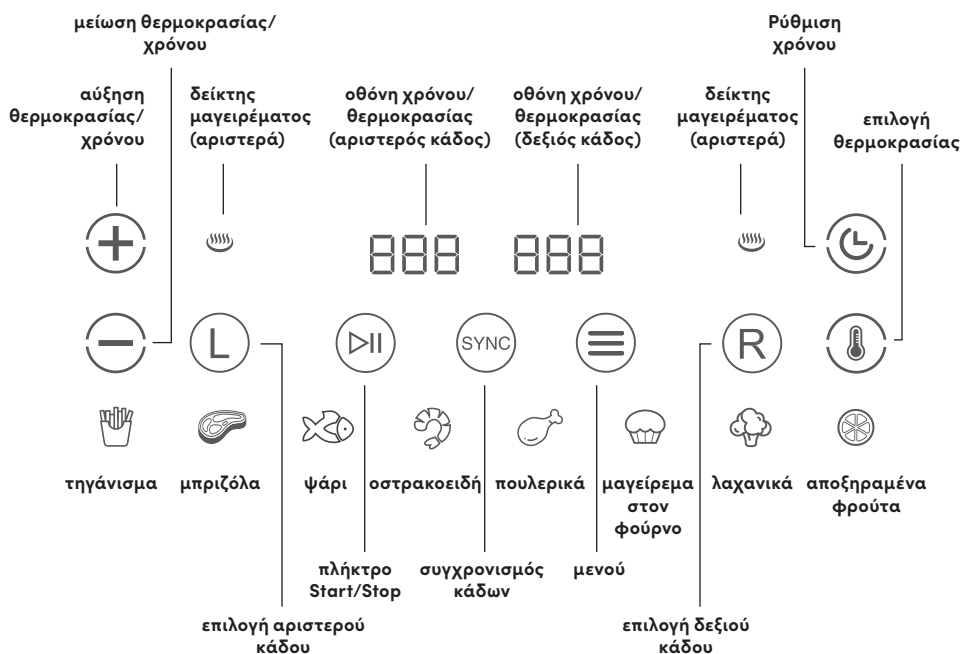 μείωση θερμοκρασίας/
χρόνου
Ρύθμιση
χρόνου
αύξηση
θερμοκρασίας/
χρόνου
δείκτης
μαγειρέματος
(αριστερά)
οθόνη χρόνου/
θερμοκρασίας
(αριστερός κάδος)
οθόνη χρόνου/
θερμοκρασίας
(δεξιός κάδος)
δείκτης
μαγειρέματος
(αριστερά)
επιλογή
θερμοκρασίας
888 888
L
SYNC
R
τηγάνισμα
μπριζόλα
ψάρι
οστρακοειδή
πουλερικά
μαγείρεμα
στον
φούρνο
λαχανικά
αποξηραμένα
φρούτα
πλήκτρο
Start/Stop
συγχρονισμός
κάδων
μενού
επιλογή αριστερού
κάδου
επιλογή δεξιού
κάδου